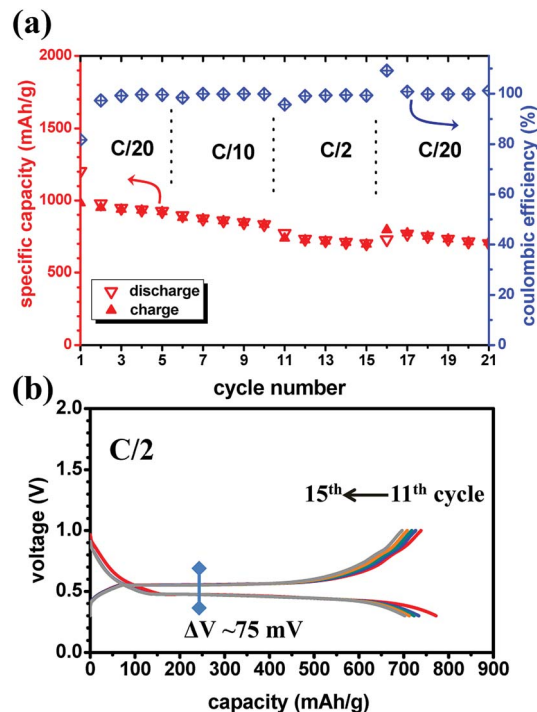 (a)
2000
1500
1000
500
0
specific capacity (mAh/g)
C/20 C/10 C/2 C/20
discharge
charge
100
80
60
40
20
0
coulombic efficiency (%)
1 3 5 7 9 11 13 15 17 19 21
cycle number
(b)
2.0
1.5
1.0
0.5
0.0
voltage (V)
C/2
15th 11th cycle
ΔV ~75 mV
0 100 200 300 400 500 600 700 800 900
capacity (mAh/g)